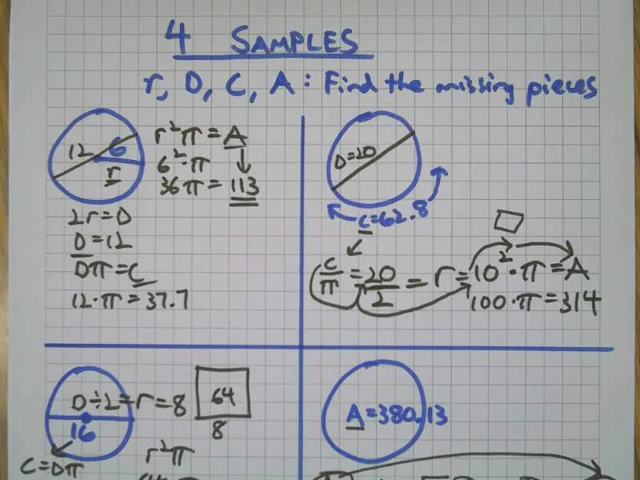 4 SAMPLES
r, D, C, A: Find the missing pieces
12 6
r
r²π = A
6²·π
36π = 113
2r = D
D = 12
Dπ = C
12·π = 37.7
D=20
C=62.8
C/π = 20/2 = r = 10²·π = A
100·π = 314
D÷2 = r = 8
64
8
16
C = Dπ
r²π
A = 380.13